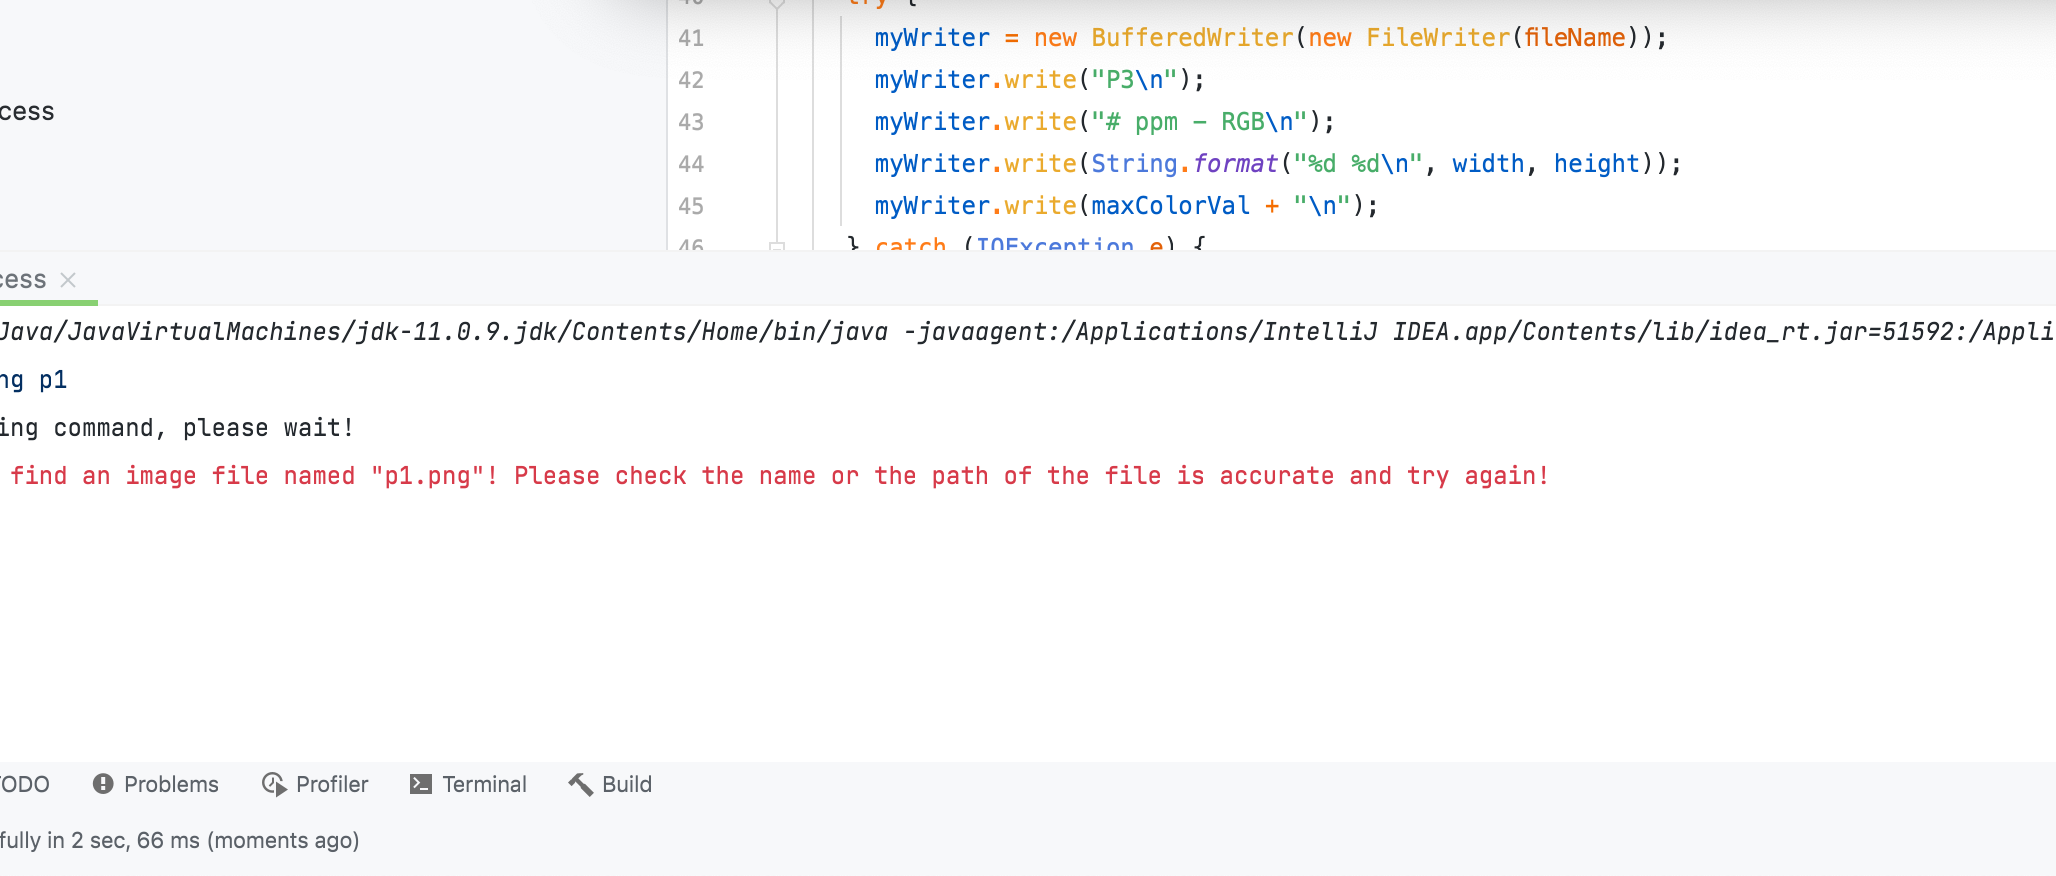 41 myWriter = new BufferedWriter(new FileWriter(fileName));
42 myWriter.write("P3\n");
43 myWriter.write("# ppm – RGB\n");
cess
44 myWriter.write(String.format("%d %d\n", width, height));
45 myWriter.write(maxColorVal + "\n");
46 } catch (IOException e) {
cess
Java/JavaVirtualMachines/jdk-11.0.9.jdk/Contents/Home/bin/java -javaagent:/Applications/IntelliJ IDEA.app/Contents/lib/idea_rt.jar=51592:/Appli
ng p1
ing command, please wait!
find an image file named "p1.png"! Please check the name or the path of the file is accurate and try again!
TODO Problems Profiler Terminal Build
fully in 2 sec, 66 ms (moments ago)